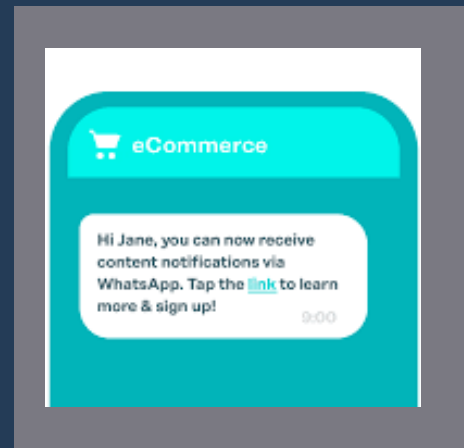 eCommerce
Hi Jane, you can now receive
content notifications via
WhatsApp. Tap the link to learn
more & sign up!
9:00